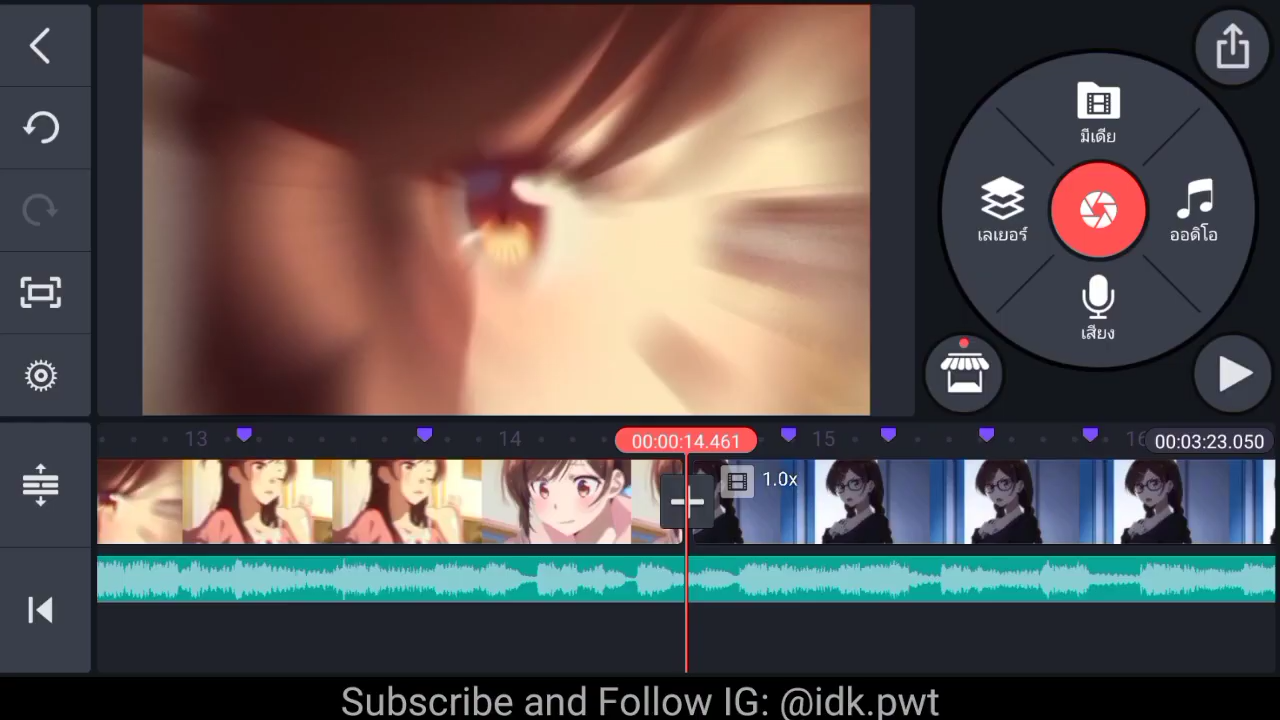 มีเดีย
เลเยอร์
ออดิโอ
เสียง
13
14
00:00:14.461
15
16
00:03:23.050
1.0x
Subscribe and Follow IG: @idk.pwt